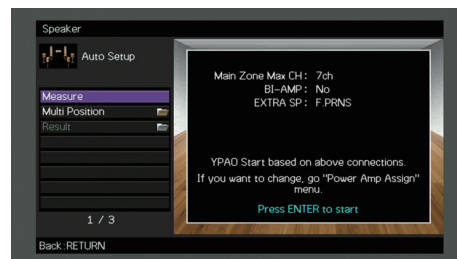 Speaker
Auto Setup
Measure
Multi Position
Result
1 / 3
Main Zone Max CH : 7ch
BI-AMP : No
EXTRA SP : F.PRNS
YPAO Start based on above connections.
If you want to change, go "Power Amp Assign"
menu.
Press ENTER to start
Back :RETURN